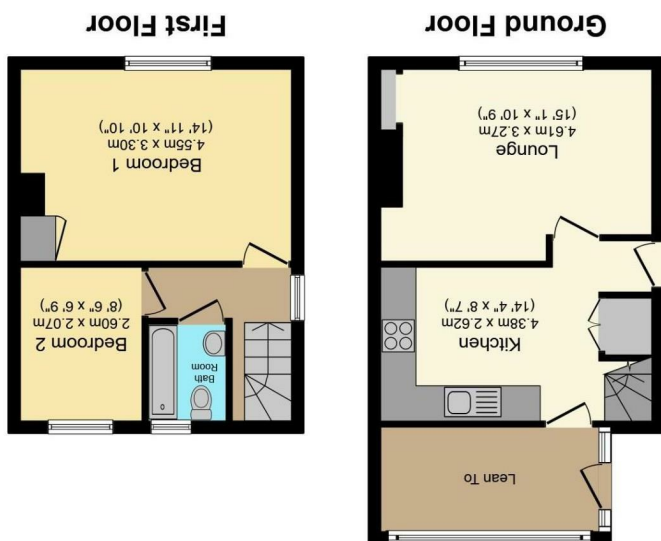 Lean To
Kitchen
4.38m x 2.62m
(14' 4" x 8' 7")
Lounge
4.61m x 3.27m
(15' 1" x 10' 9")
Ground Floor
Bath
Room
Bedroom 2
2.60m x 2.07m
(8' 6" x 6' 9")
Bedroom 1
4.55m x 3.30m
(14' 11" x 10' 10")
First Floor